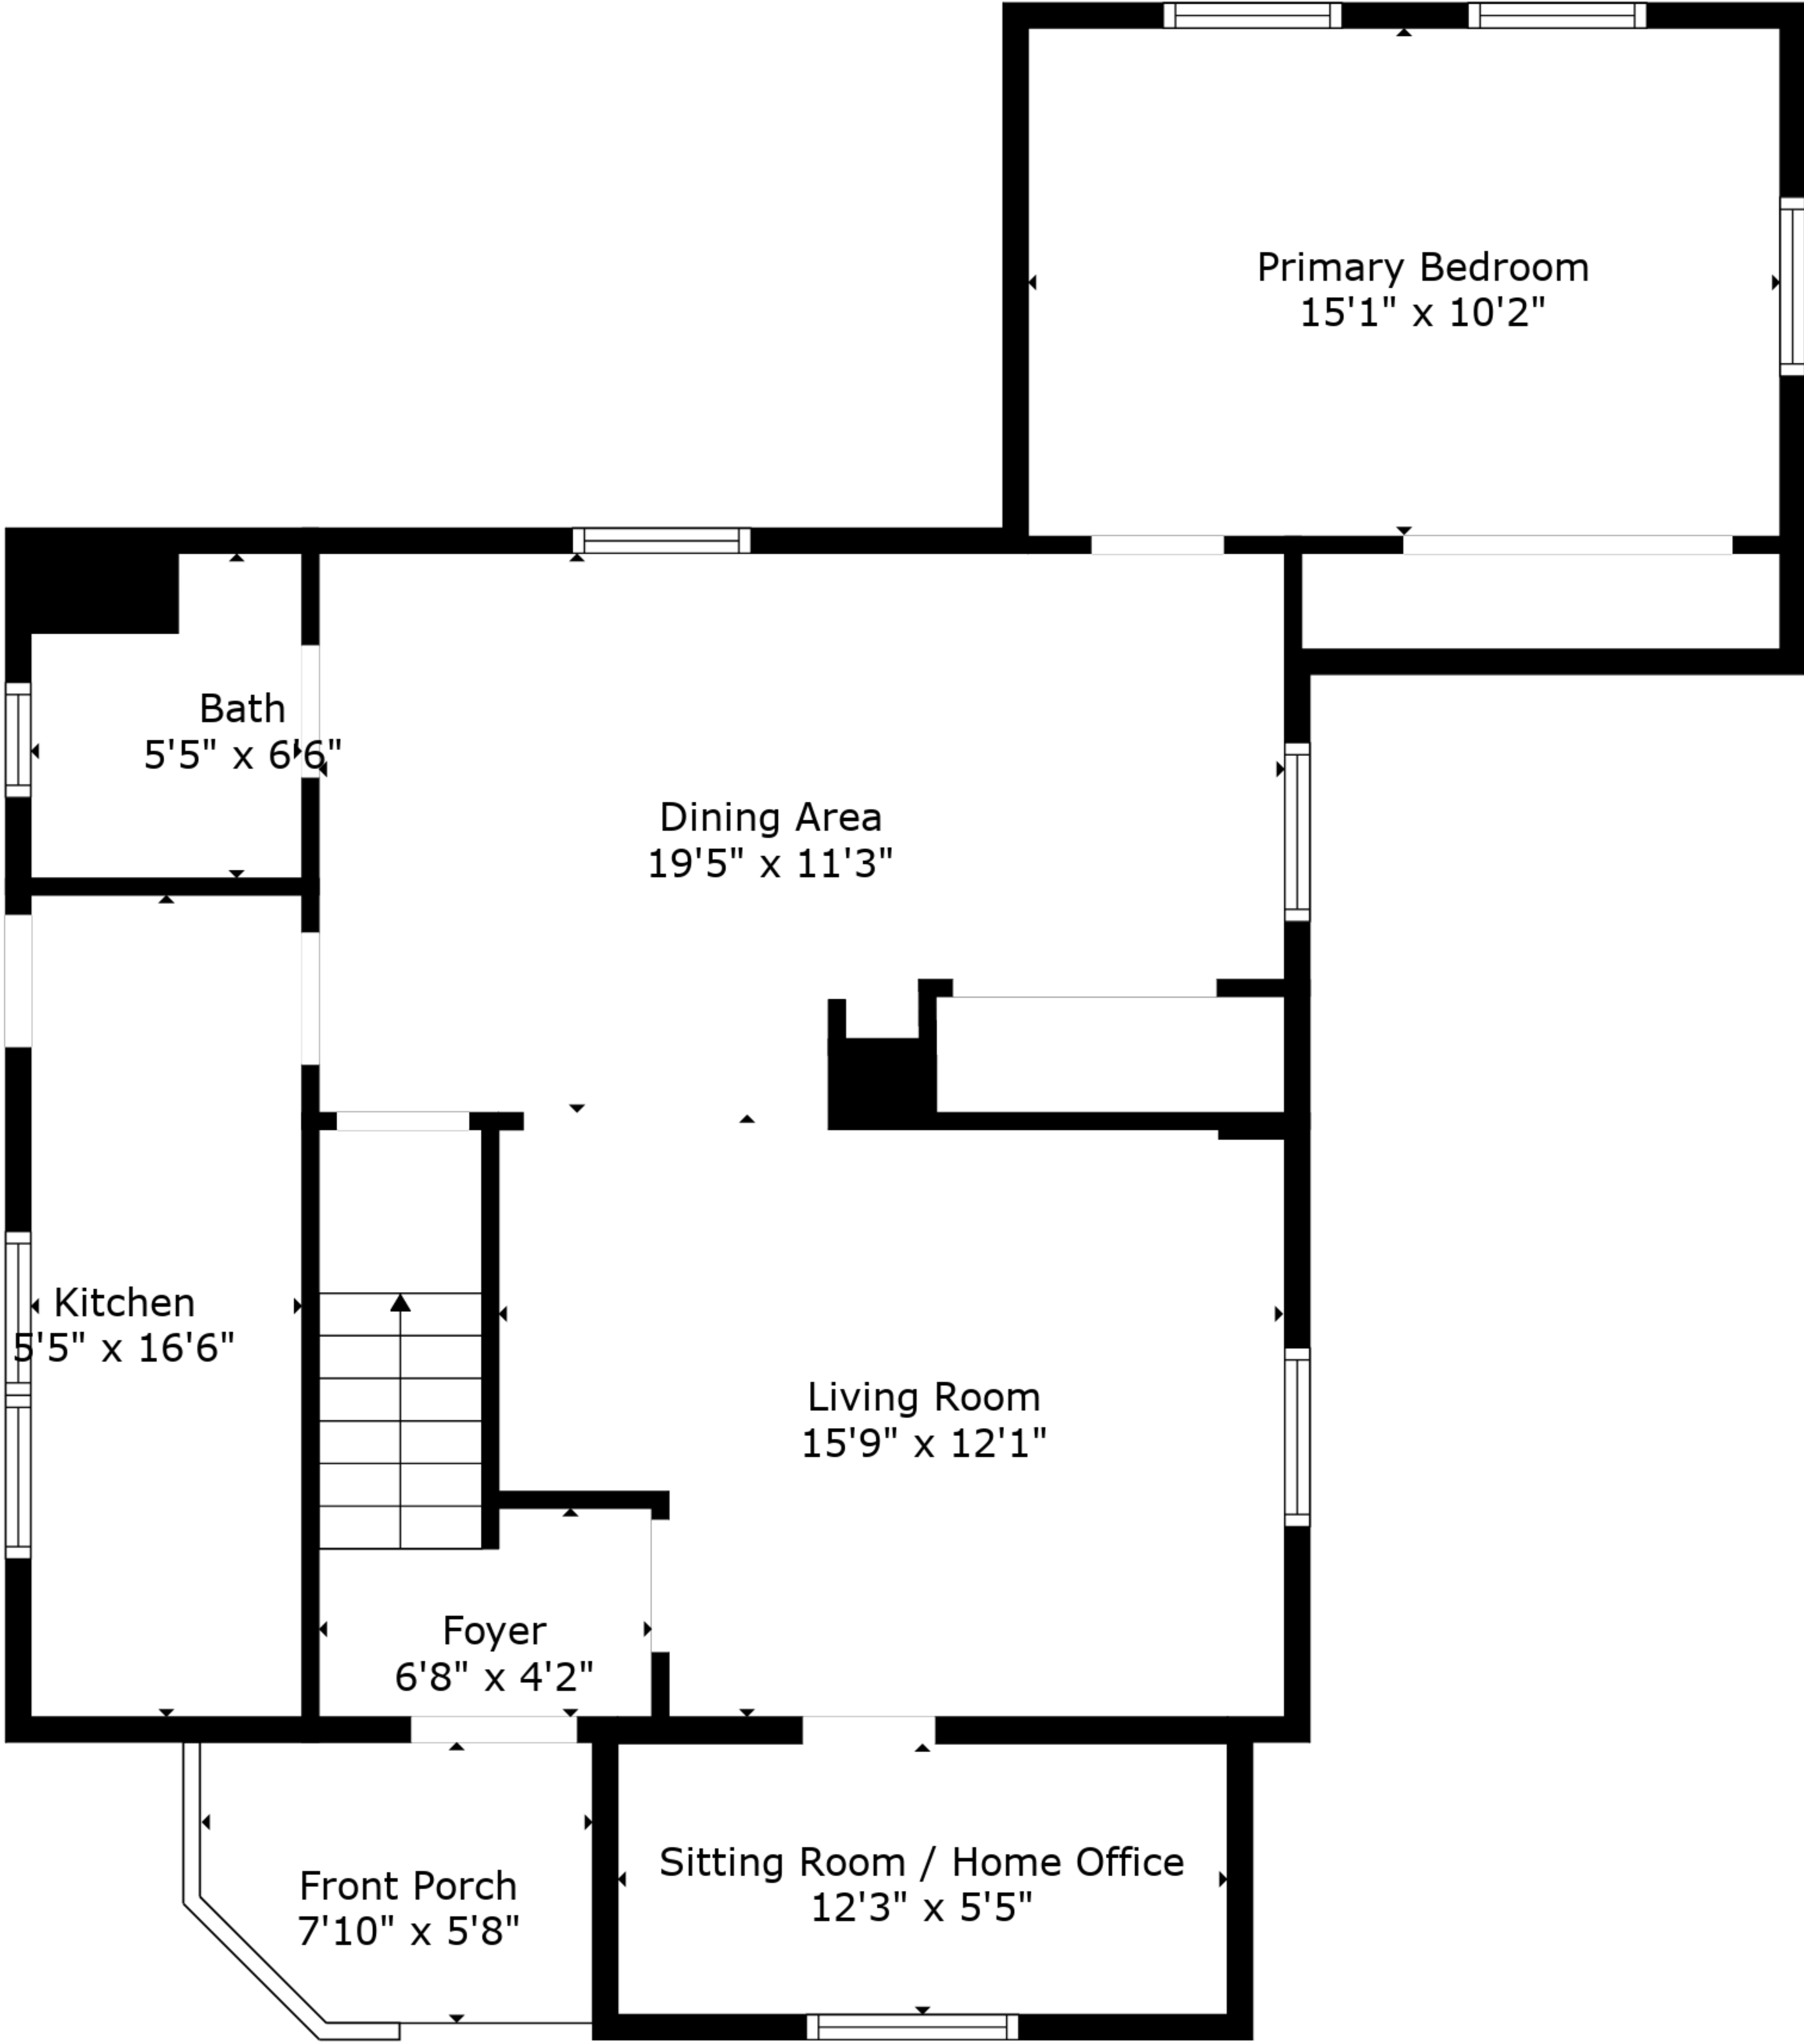 Primary Bedroom
15'1" x 10'2"
Bath
5'5" x 6'6"
Dining Area
19'5" x 11'3"
Kitchen
5'5" x 16'6"
Living Room
15'9" x 12'1"
Foyer
6'8" x 4'2"
Sitting Room / Home Office
12'3" x 5'5"
Front Porch
7'10" x 5'8"